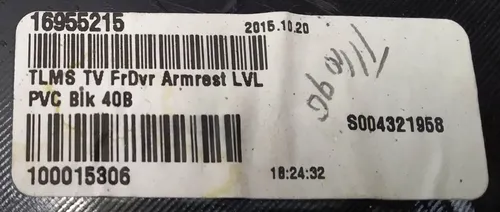 16955215 2015.10.20
TLMS TV FrDvr Armrest LVL
PVC Blk 40B
S004321958
100015306 18:24:32